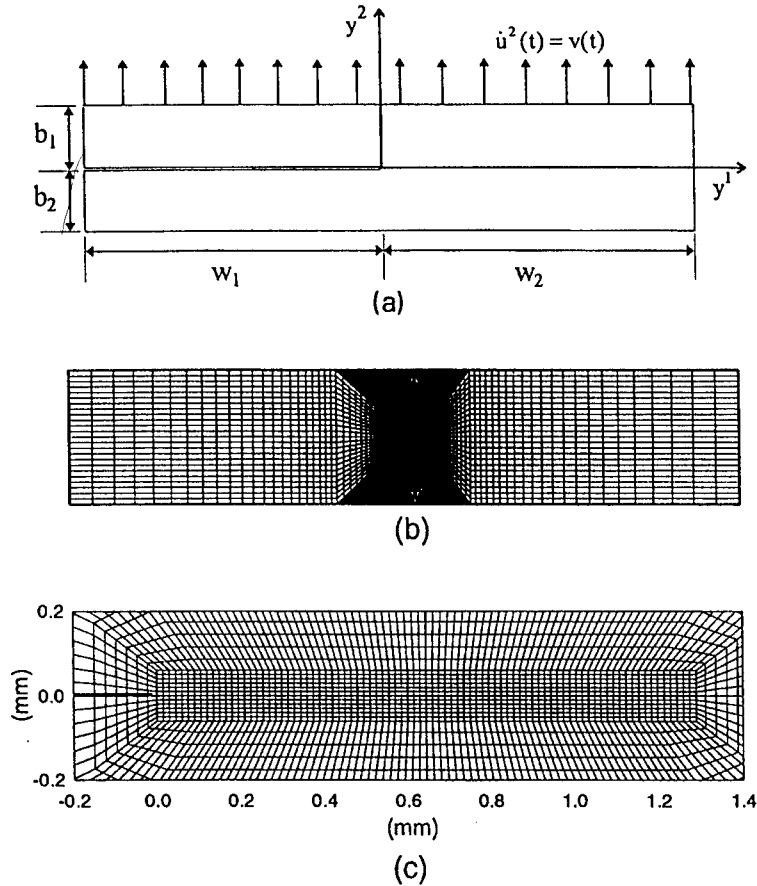 y²
u̇²(t) = v(t)
b₁
b₂
y¹
w₁
w₂
(a)
(b)
0.2
0.0
-0.2
(mm)
-0.2 0.0 0.2 0.4 0.6 0.8 1.0 1.2 1.4
(mm)
(c)